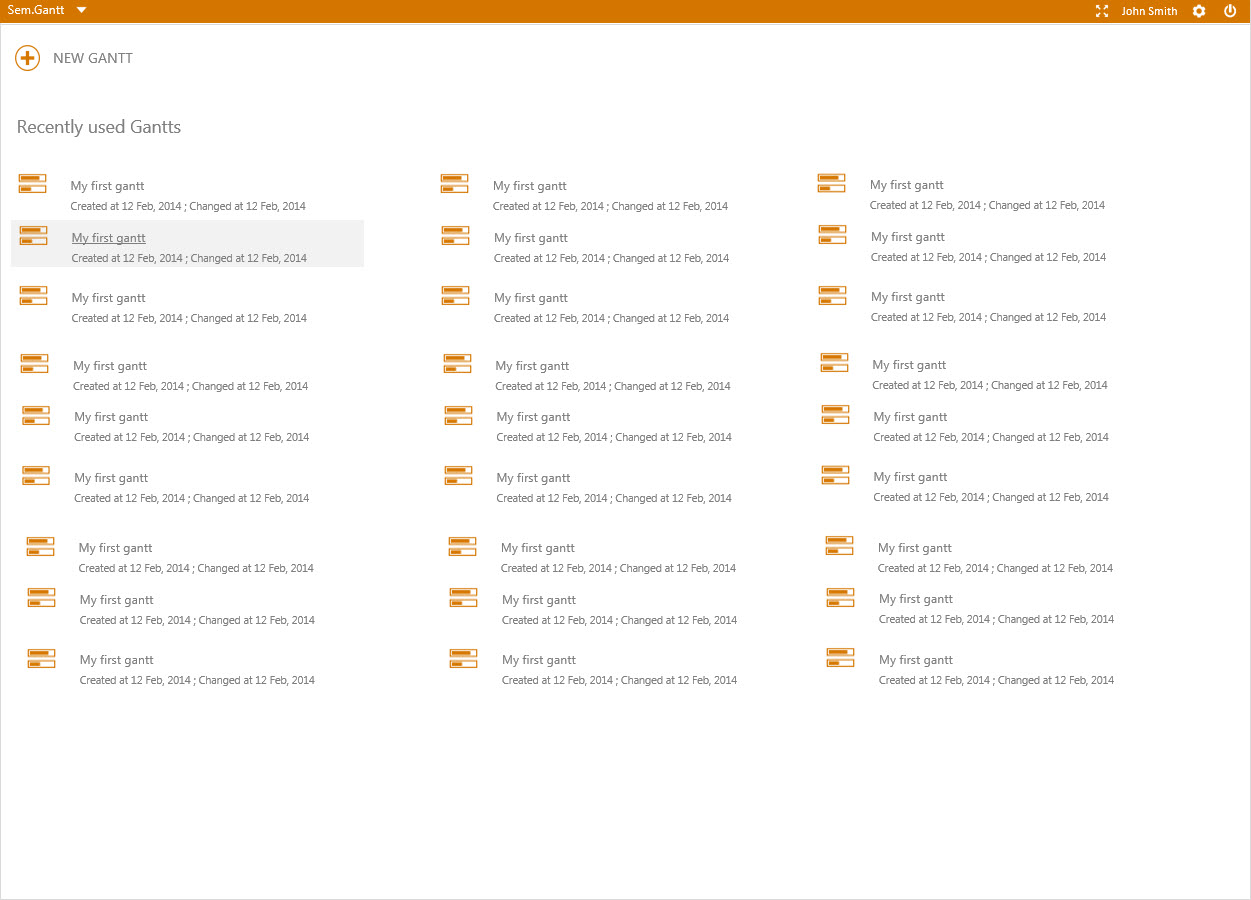 Sem.Gantt
John Smith
NEW GANTT
Recently used Gantts
My first gantt
Created at 12 Feb, 2014 ; Changed at 12 Feb, 2014
My first gantt
Created at 12 Feb, 2014 ; Changed at 12 Feb, 2014
My first gantt
Created at 12 Feb, 2014 ; Changed at 12 Feb, 2014
My first gantt
Created at 12 Feb, 2014 ; Changed at 12 Feb, 2014
My first gantt
Created at 12 Feb, 2014 ; Changed at 12 Feb, 2014
My first gantt
Created at 12 Feb, 2014 ; Changed at 12 Feb, 2014
My first gantt
Created at 12 Feb, 2014 ; Changed at 12 Feb, 2014
My first gantt
Created at 12 Feb, 2014 ; Changed at 12 Feb, 2014
My first gantt
Created at 12 Feb, 2014 ; Changed at 12 Feb, 2014
My first gantt
Created at 12 Feb, 2014 ; Changed at 12 Feb, 2014
My first gantt
Created at 12 Feb, 2014 ; Changed at 12 Feb, 2014
My first gantt
Created at 12 Feb, 2014 ; Changed at 12 Feb, 2014
My first gantt
Created at 12 Feb, 2014 ; Changed at 12 Feb, 2014
My first gantt
Created at 12 Feb, 2014 ; Changed at 12 Feb, 2014
My first gantt
Created at 12 Feb, 2014 ; Changed at 12 Feb, 2014
My first gantt
Created at 12 Feb, 2014 ; Changed at 12 Feb, 2014
My first gantt
Created at 12 Feb, 2014 ; Changed at 12 Feb, 2014
My first gantt
Created at 12 Feb, 2014 ; Changed at 12 Feb, 2014
My first gantt
Created at 12 Feb, 2014 ; Changed at 12 Feb, 2014
My first gantt
Created at 12 Feb, 2014 ; Changed at 12 Feb, 2014
My first gantt
Created at 12 Feb, 2014 ; Changed at 12 Feb, 2014
My first gantt
Created at 12 Feb, 2014 ; Changed at 12 Feb, 2014
My first gantt
Created at 12 Feb, 2014 ; Changed at 12 Feb, 2014
My first gantt
Created at 12 Feb, 2014 ; Changed at 12 Feb, 2014
My first gantt
Created at 12 Feb, 2014 ; Changed at 12 Feb, 2014
My first gantt
Created at 12 Feb, 2014 ; Changed at 12 Feb, 2014
My first gantt
Created at 12 Feb, 2014 ; Changed at 12 Feb, 2014